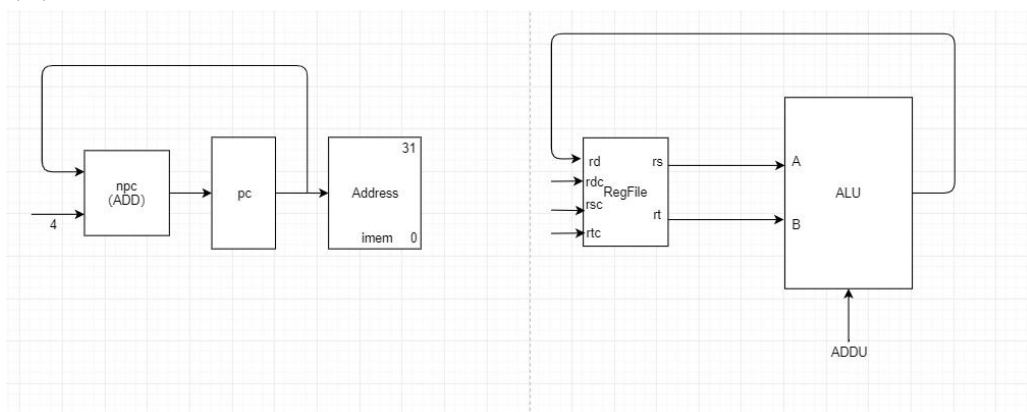 31
npc
(ADD)
pc
Address
4
imem 0
rd rs
rdc
RegFile
rsc
rt
rtc
A
ALU
B
ADDU